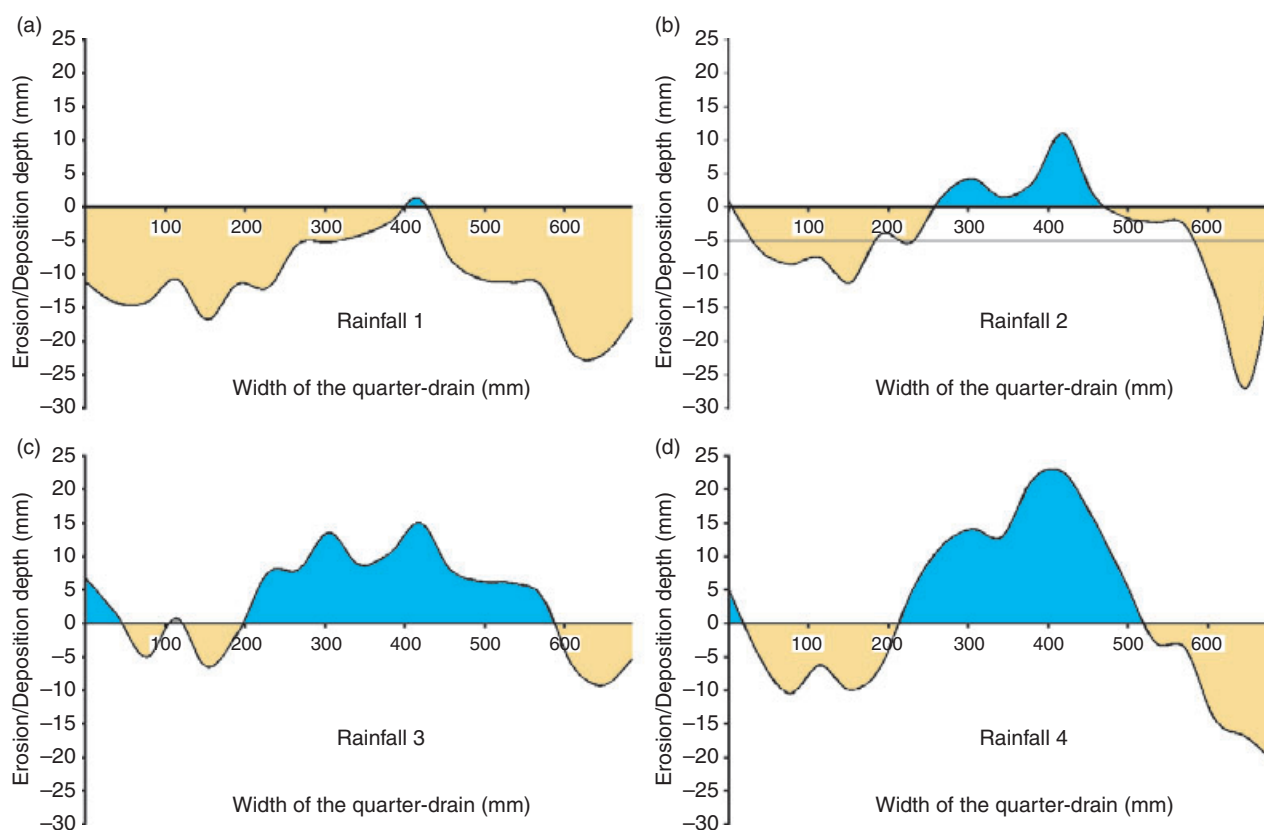 (a)
25
20
15
10
5
0
–5
–10
–15
–20
–25
–30
Erosion/Deposition depth (mm)
100 200 300 400 500 600
Rainfall 1
Width of the quarter-drain (mm)
(b)
25
20
15
10
5
0
–5
–10
–15
–20
–25
–30
Erosion/Deposition depth (mm)
100 200 300 400 500 600
Rainfall 2
Width of the quarter-drain (mm)
(c)
25
20
15
10
5
0
–5
–10
–15
–20
–25
–30
Erosion/Deposition depth (mm)
100 200 300 400 500 600
Rainfall 3
Width of the quarter-drain (mm)
(d)
25
20
15
10
5
0
–5
–10
–15
–20
–25
–30
Erosion/Deposition depth (mm)
100 200 300 400 500 600
Rainfall 4
Width of the quarter-drain (mm)